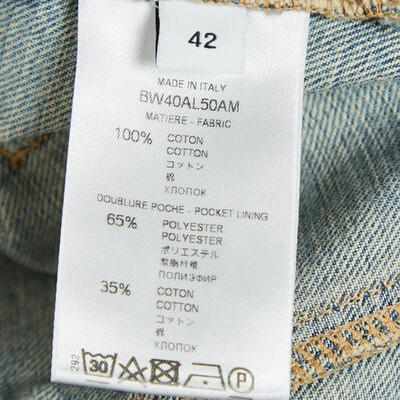 42
MADE IN ITALY
BW40AL50AM
MATIERE - FABRIC
100% COTON
COTTON
コットン
棉
ХЛОПОК
DOUBLURE POCHE - POCKET LINING
65% POLYESTER
POLYESTER
ポリエステル
聚脂纤维
ПОЛИЭФИР
35% COTON
COTTON
コットン
棉
ХЛОПОК
292
30
P